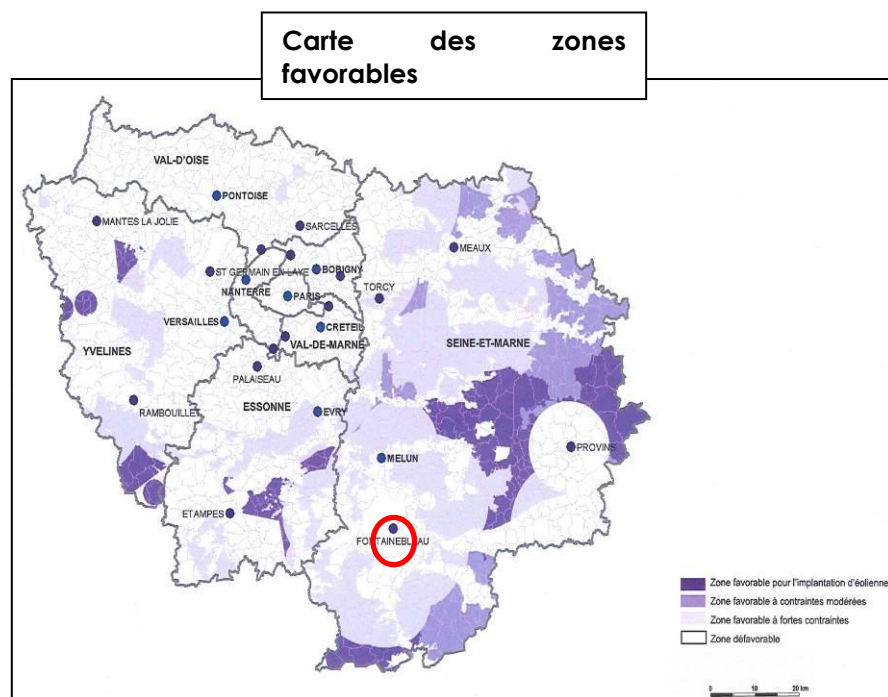 Carte des zones
favorables
VAL-D'OISE
PONTOISE
MANTES LA JOLIE
SARCELLES
MEAUX
ST GERMAIN EN LAYE
BOBIGNY
NANTERRE
TORCY
PARIS
VERSAILLES
CRETEIL
VAL-DE-MARNE
SEINE-ET-MARNE
YVELINES
PALAISEAU
ESSONNE
RAMBOUILLET
EVRY
PROVINS
MELUN
ETAMPES
FONTAINEBLEAU
Zone favorable pour l'implantation d'éolienne
Zone favorable à contraintes modérées
Zone favorable à fortes contraintes
Zone défavorable
0 10 20 km